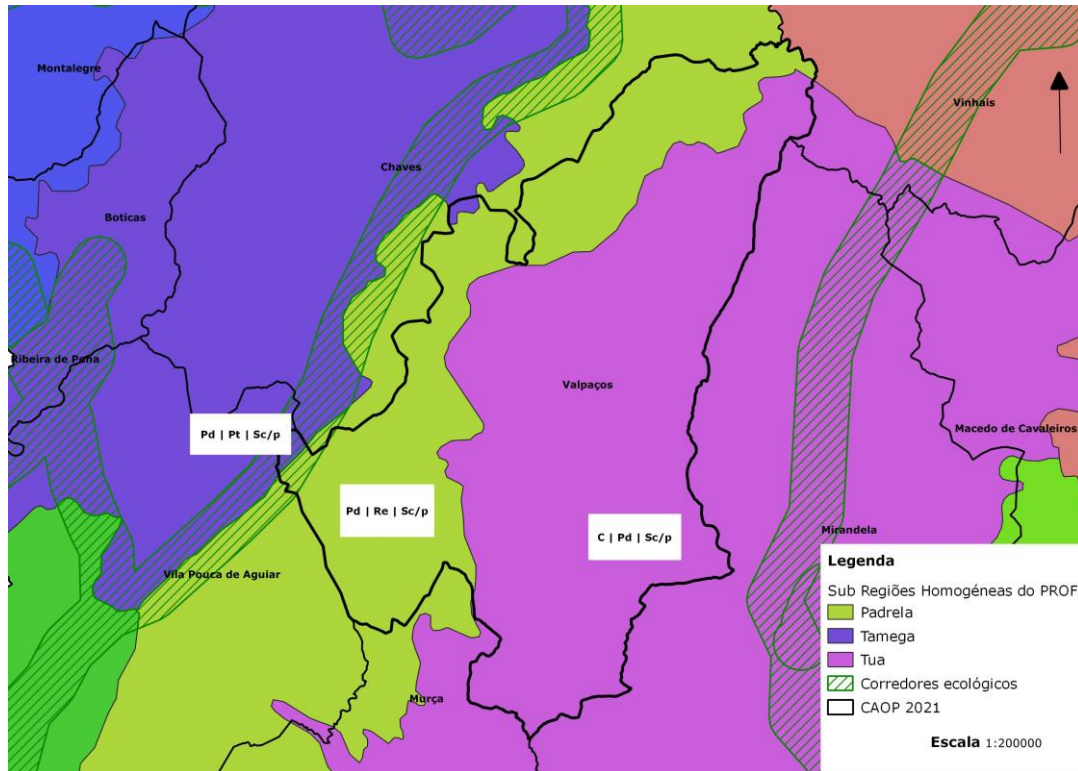 Montalegre
Vinhais
Chaves
Boticas
Ribeira de Pena
Valpaços
Macedo de Cavaleiros
Pd | Pt | Sc/p
Pd | Re | Sc/p
C | Pd | Sc/p
Mirandela
Vila Pouca de Aguiar
Murça
Legenda
Sub Regiões Homogéneas do PROF
Padrela
Tamega
Tua
Corredores ecológicos
CAOP 2021
Escala 1:200000